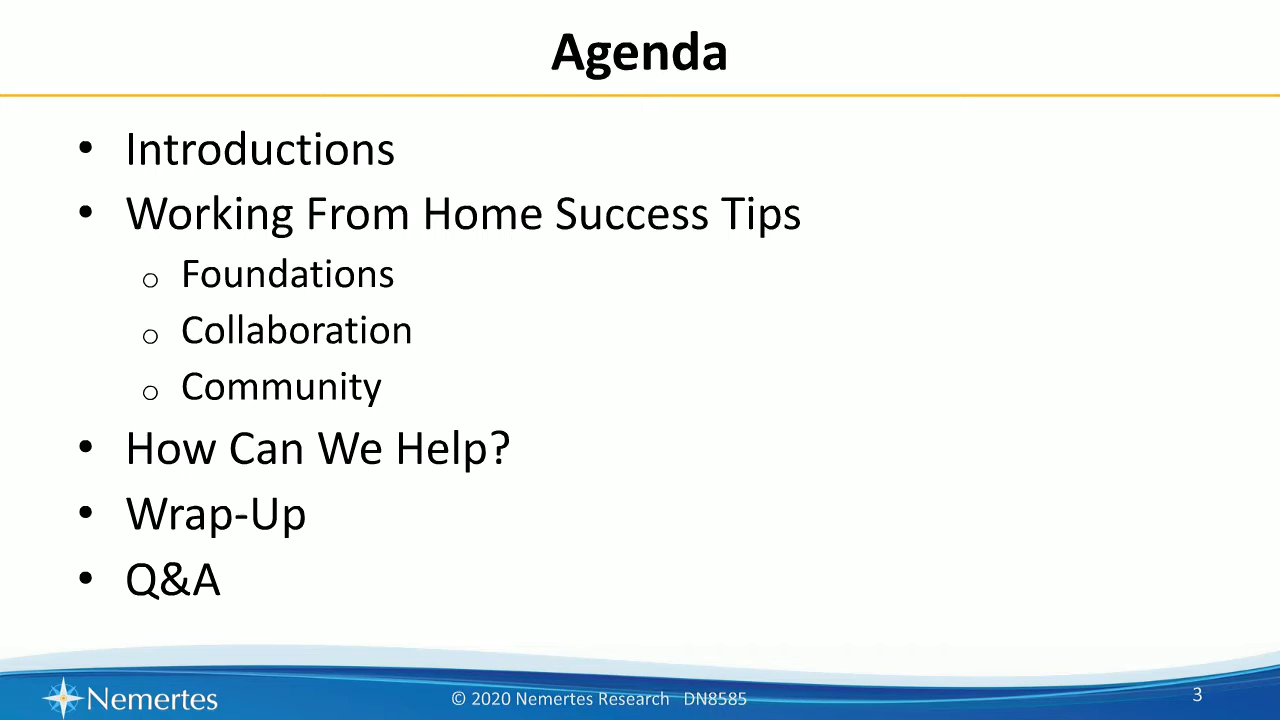 Agenda
• Introductions
• Working From Home Success Tips
o Foundations
o Collaboration
o Community
• How Can We Help?
• Wrap-Up
• Q&A
Nemertes
© 2020 Nemertes Research DN8585
3